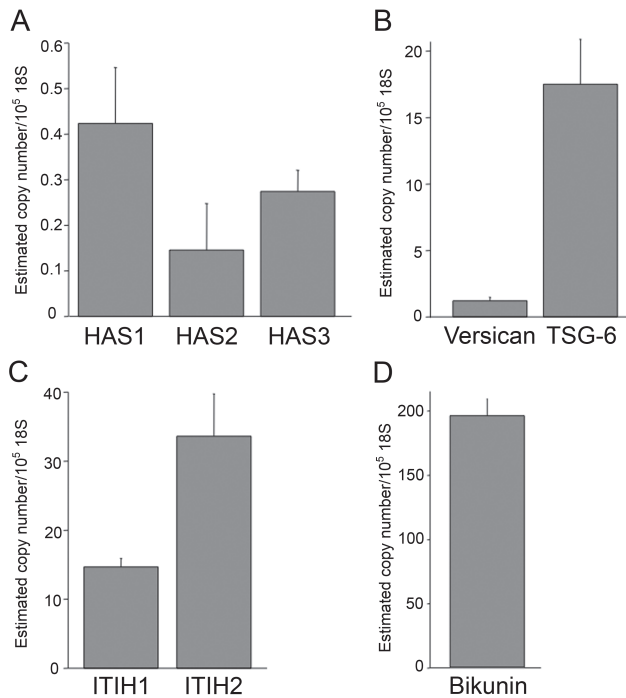 A
Estimated copy number/10⁵ 18S
0.6
0.5
0.4
0.3
0.2
0.1
0
HAS1 HAS2 HAS3
B
Estimated copy number/10⁵ 18S
20
15
10
5
0
Versican TSG-6
C
Estimated copy number/10⁵ 18S
40
30
20
10
0
ITIH1 ITIH2
D
Estimated copy number/10⁵ 18S
200
150
100
50
0
Bikunin